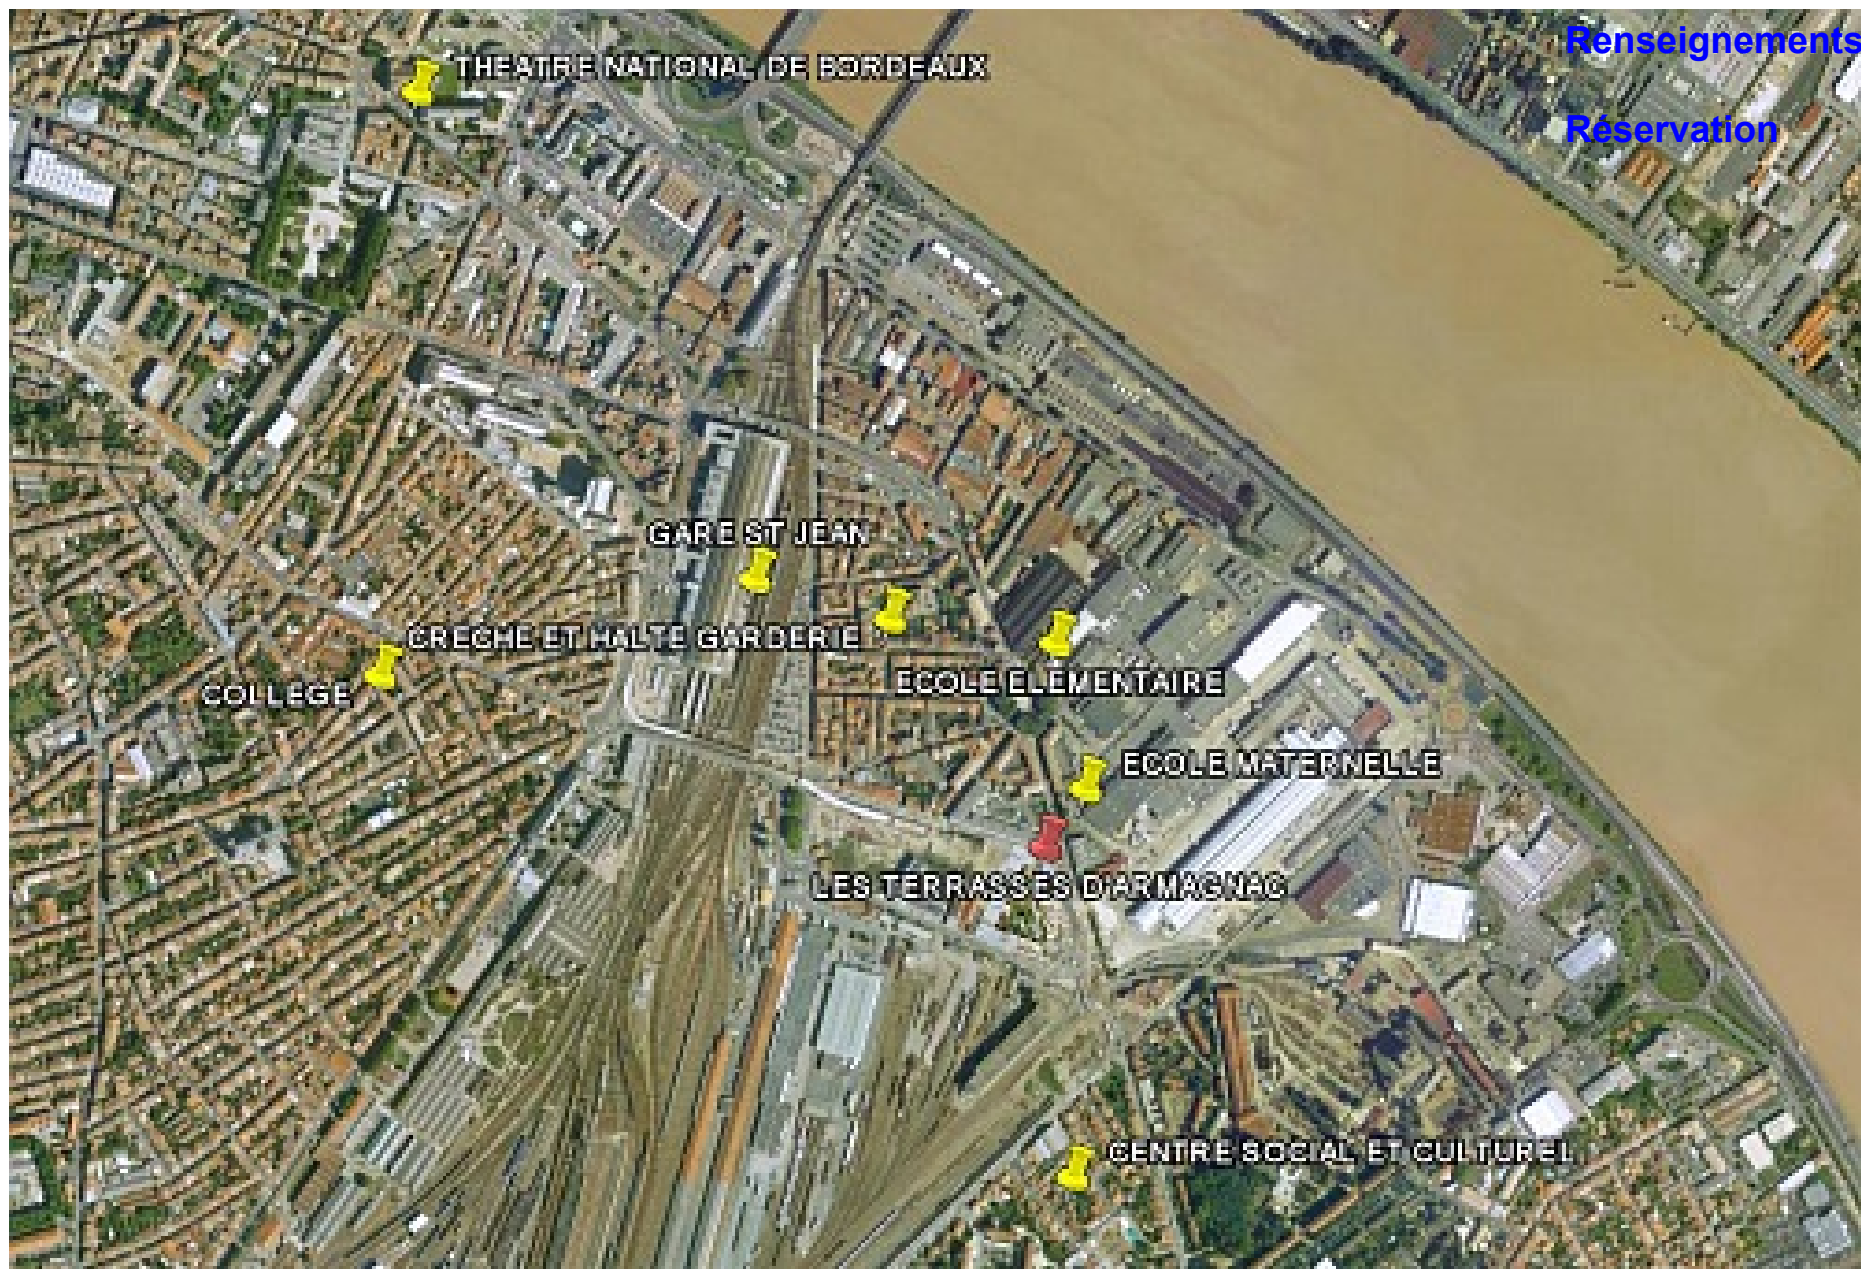 Renseignements
THEATRE NATIONAL DE BORDEAUX
Réservation
GARE ST JEAN
CRECHE ET HALTE GARDERIE
ECOLE ELEMENTAIRE
COLLEGE
ECOLE MATERNELLE
LES TERRASSES D'ARMAGNAC
CENTRE SOCIAL ET CULTUREL